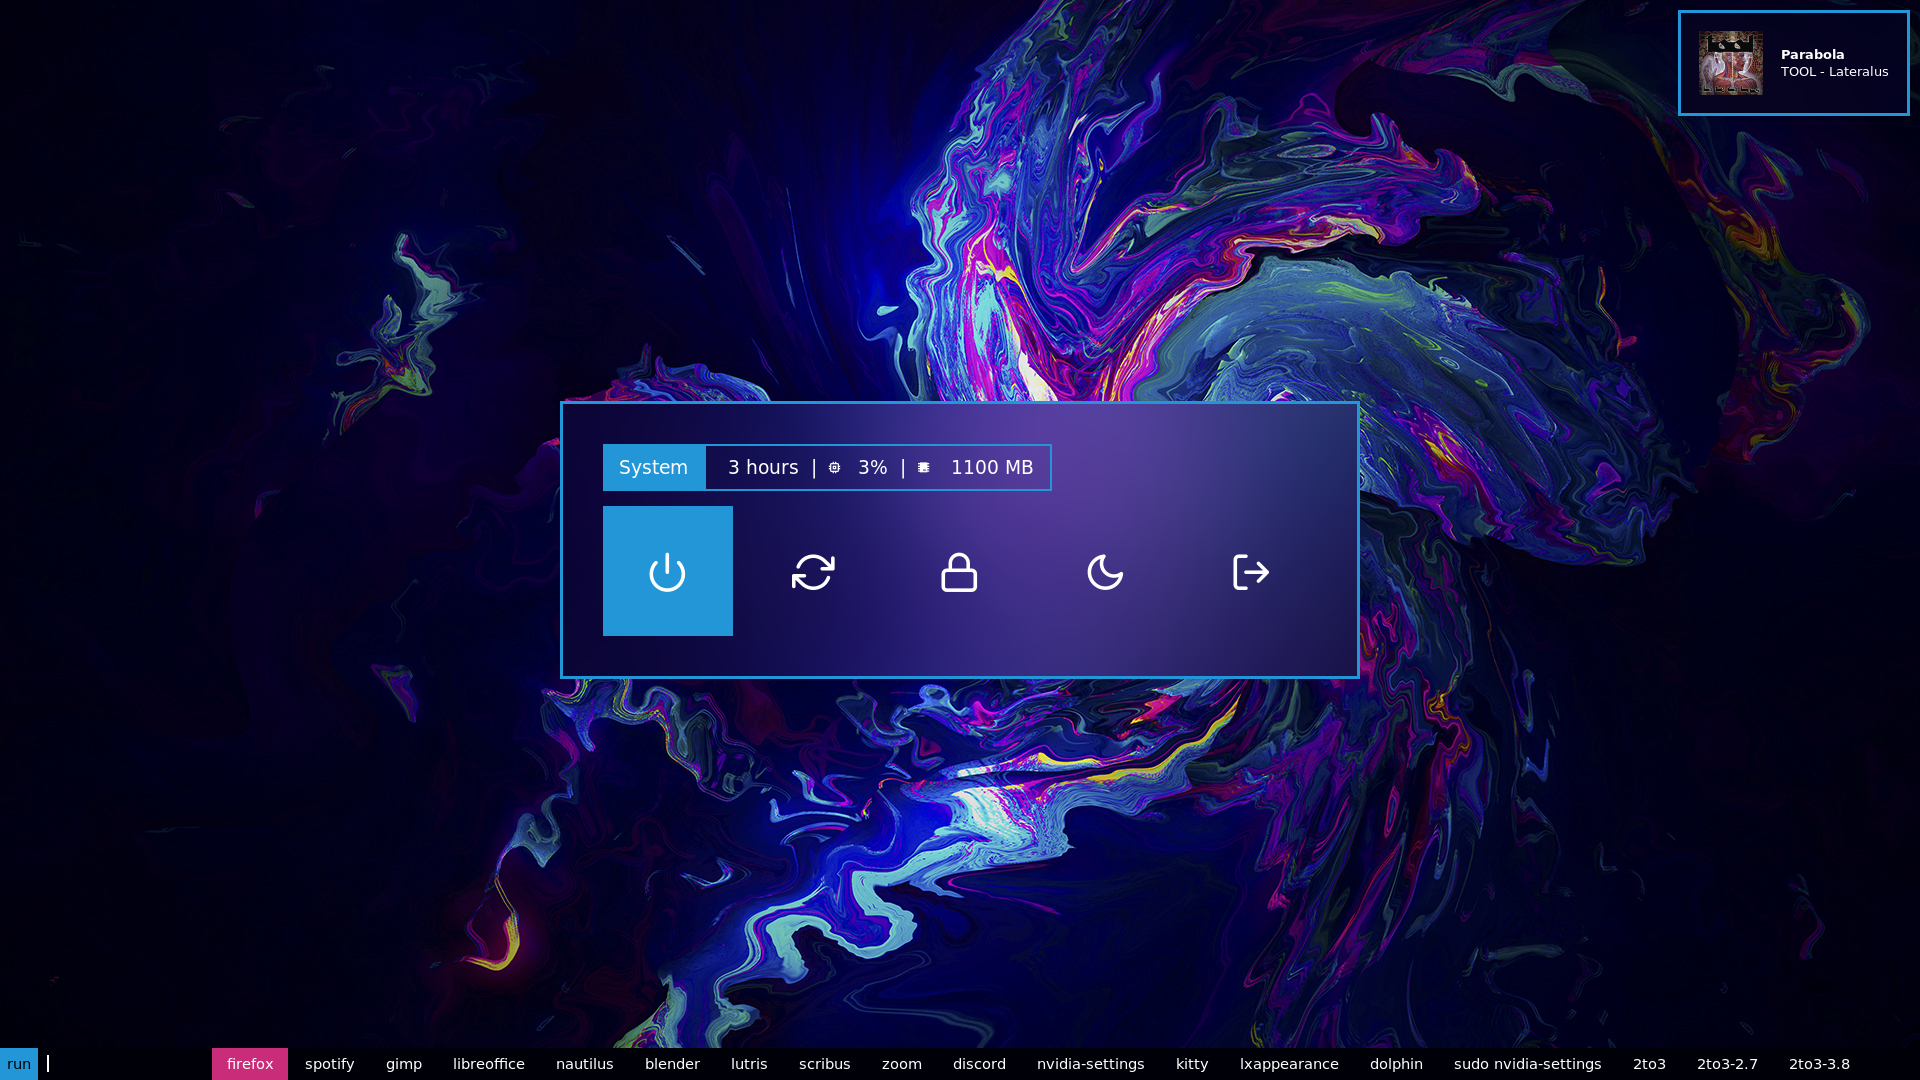 Parabola
TOOL - Lateralus
System 3 hours | 3% | 1100 MB
run firefox spotify gimp libreoffice nautilus blender lutris scribus zoom discord nvidia-settings kitty lxappearance dolphin sudo nvidia-settings 2to3 2to3-2.7 2to3-3.8